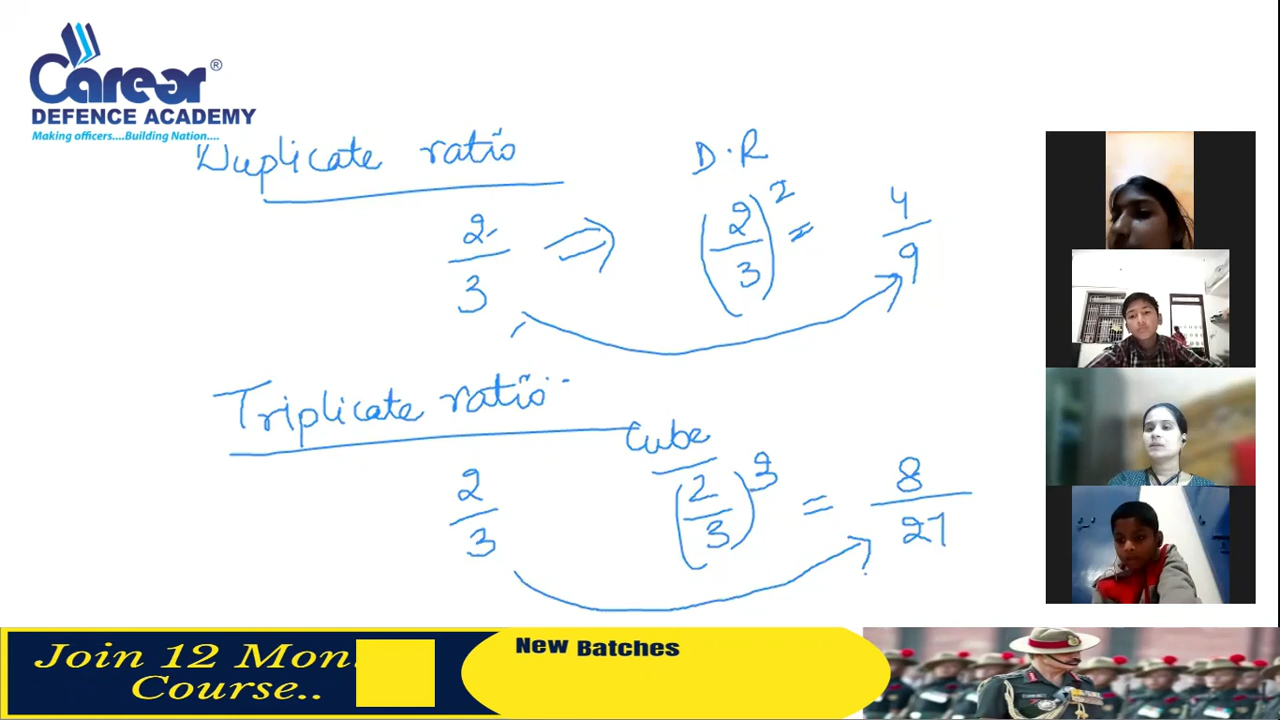 Carear®
DEFENCE ACADEMY
Making officers....Building Nation....
Duplicate ratio
D.R
2/3 ⇒ (2/3)² = 4/9
Triplicate ratio
Cube
2/3 (2/3)³ = 8/27
Join 12 Mon
Course..
New Batches